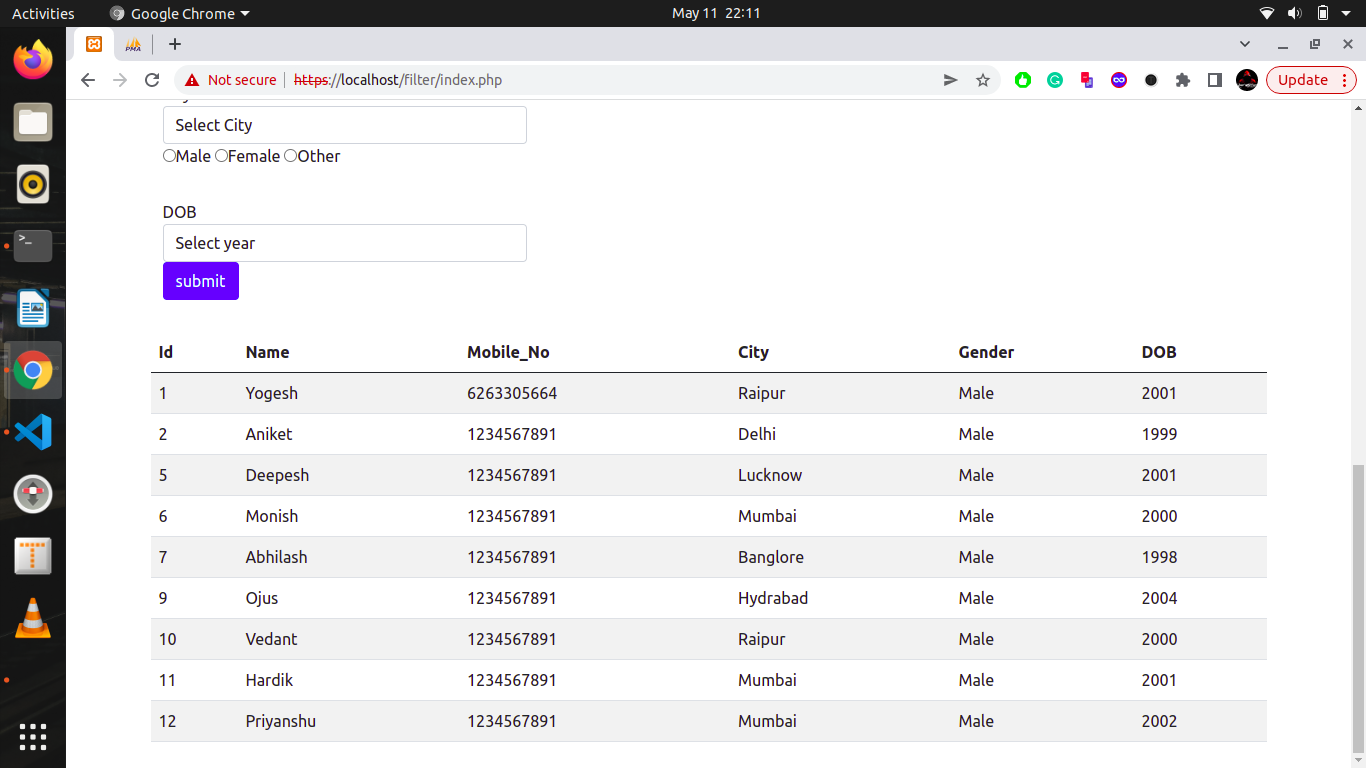 Activities Google Chrome May 11 22:11
PMA
Not secure https://localhost/filter/index.php Update
Select City
Male Female Other
DOB
Select year
submit
Id Name Mobile_No City Gender DOB
1 Yogesh 6263305664 Raipur Male 2001
2 Aniket 1234567891 Delhi Male 1999
5 Deepesh 1234567891 Lucknow Male 2001
6 Monish 1234567891 Mumbai Male 2000
7 Abhilash 1234567891 Banglore Male 1998
9 Ojus 1234567891 Hydrabad Male 2004
10 Vedant 1234567891 Raipur Male 2000
11 Hardik 1234567891 Mumbai Male 2001
12 Priyanshu 1234567891 Mumbai Male 2002